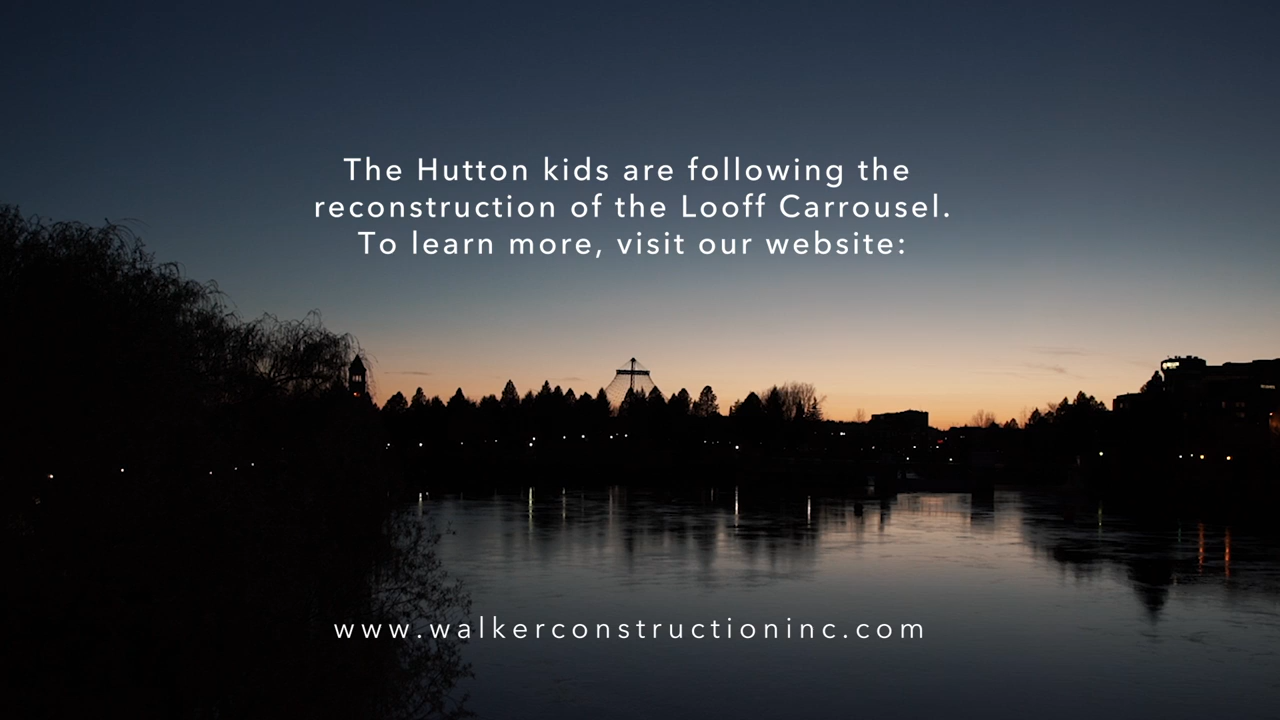 The Hutton kids are following the
reconstruction of the Looff Carrousel.
To learn more, visit our website:
www.walkerconstructioninc.com